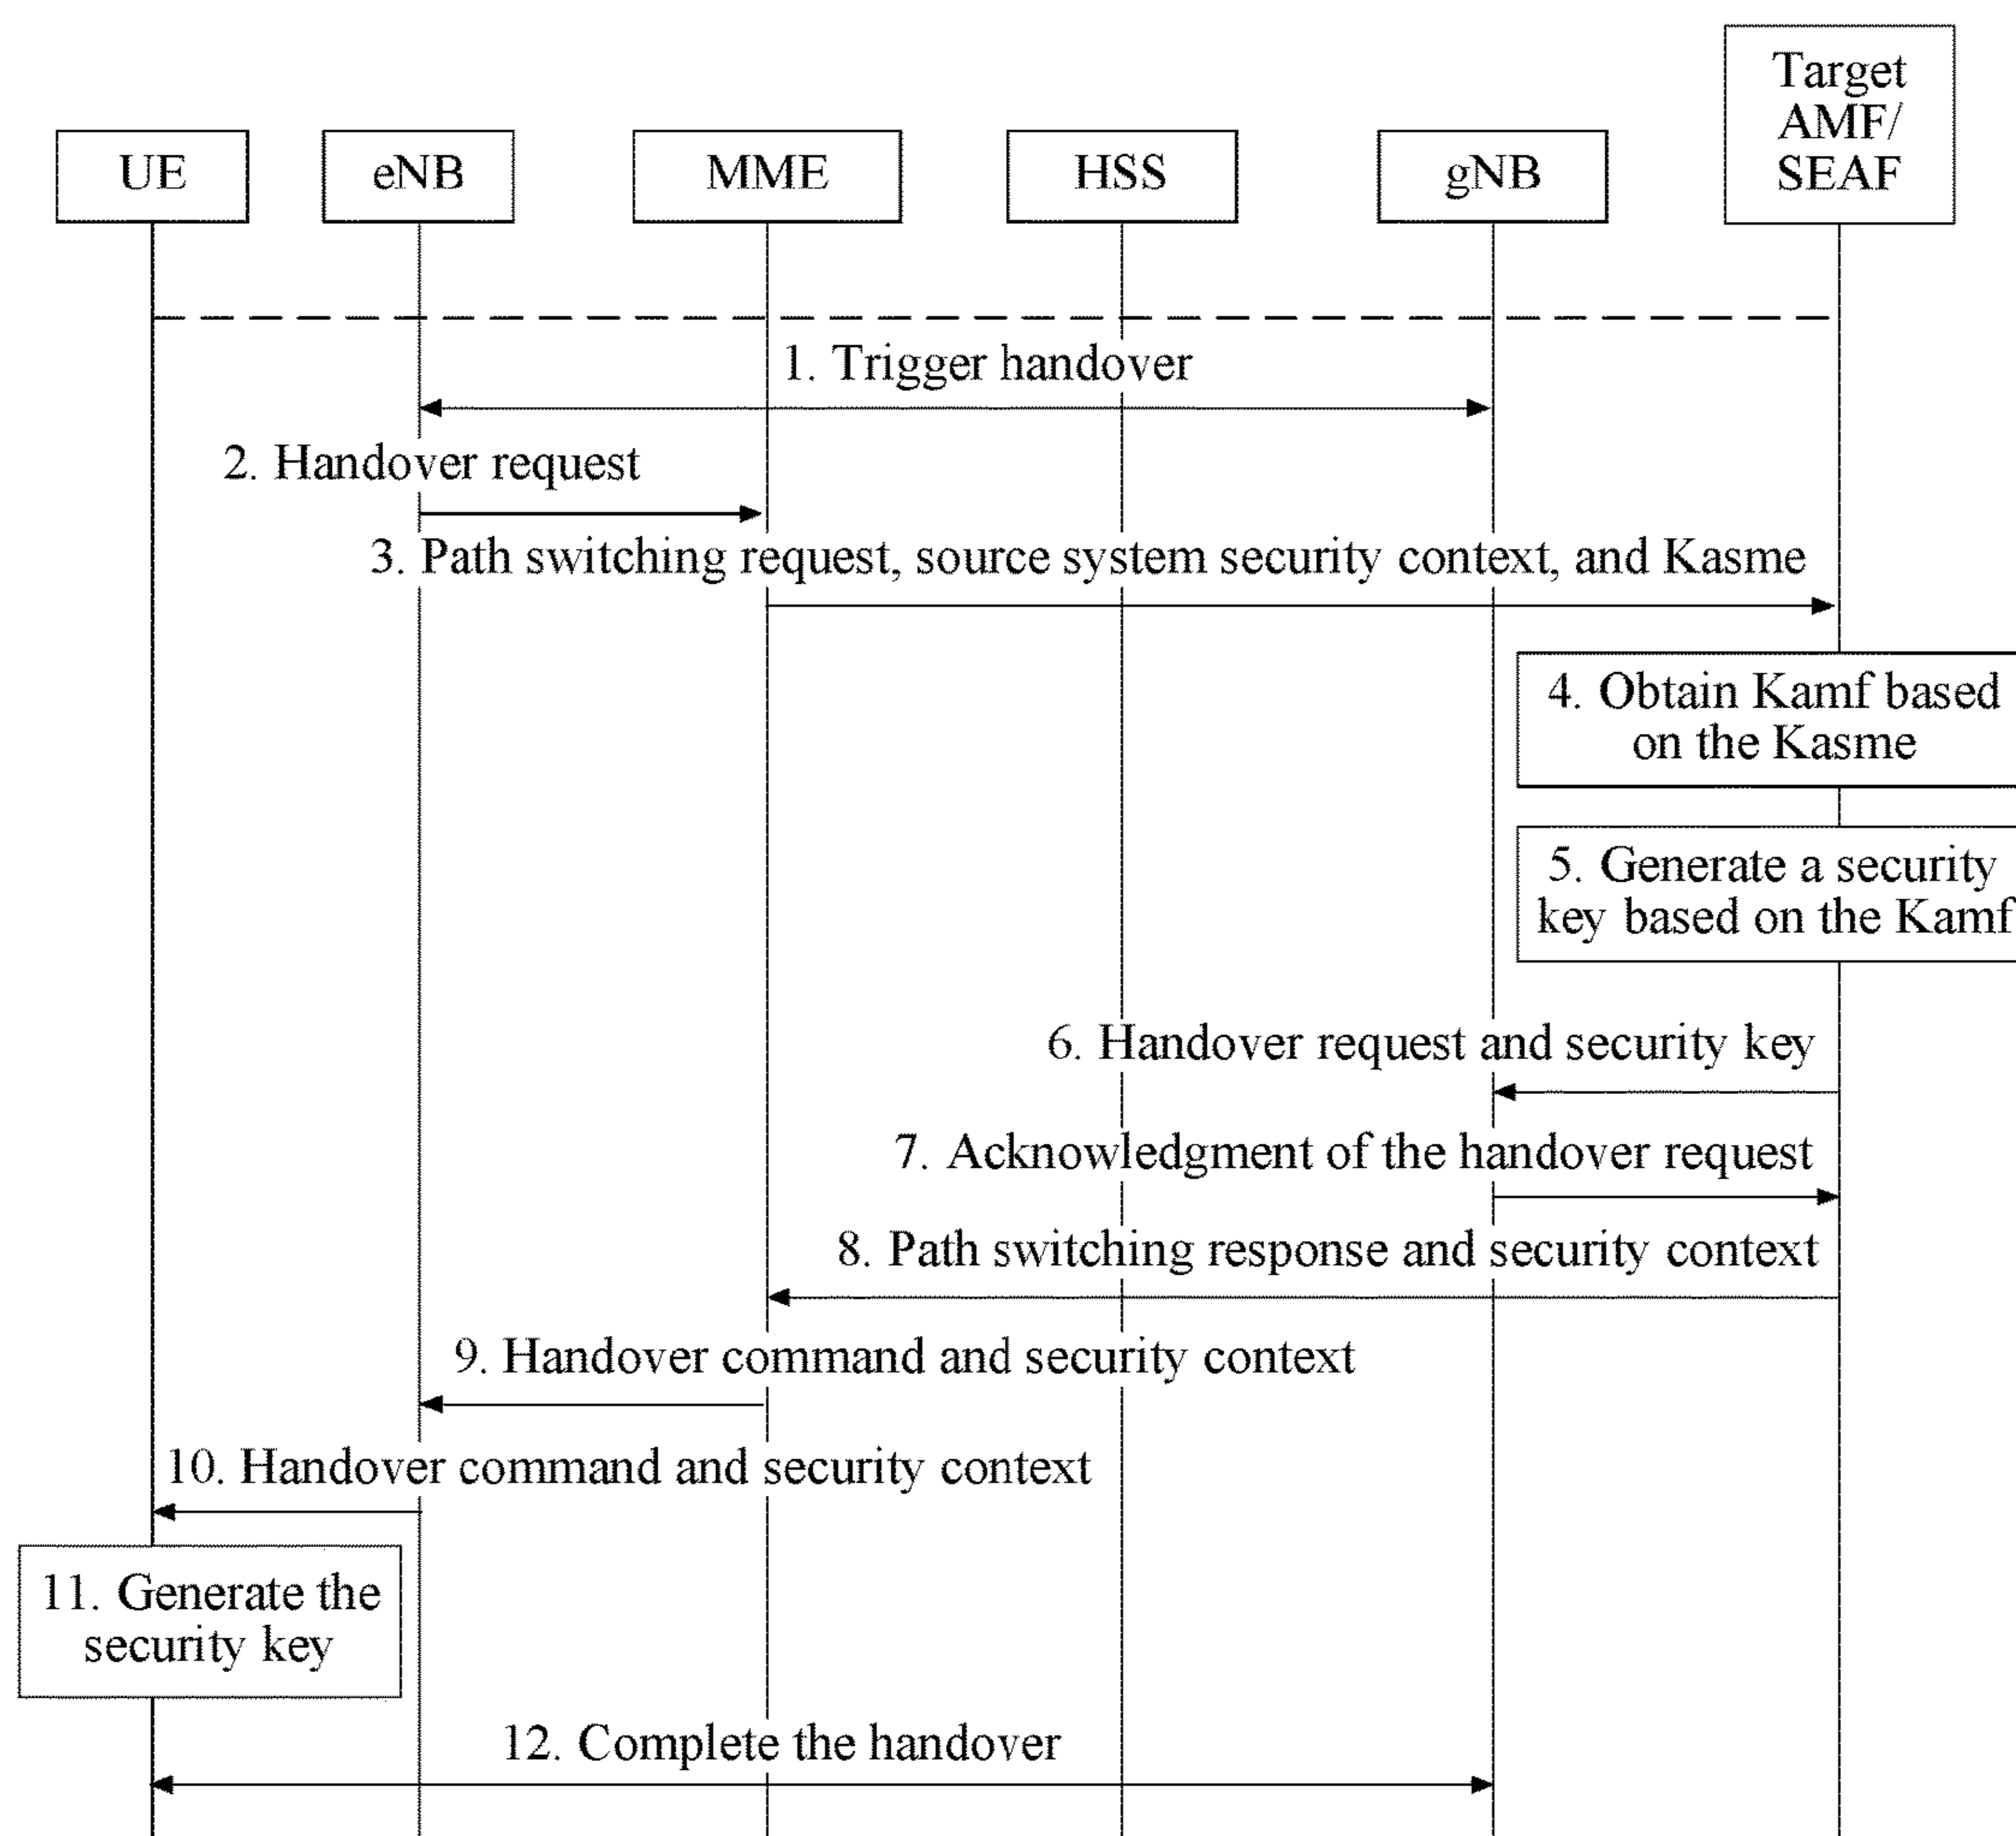 Target
AMF/
SEAF
UE
eNB
MME
HSS
gNB
1. Trigger handover
2. Handover request
3. Path switching request, source system security context, and Kasme
4. Obtain Kamf based
on the Kasme
5. Generate a security
key based on the Kamf
6. Handover request and security key
7. Acknowledgment of the handover request
8. Path switching response and security context
9. Handover command and security context
10. Handover command and security context
11. Generate the
security key
12. Complete the handover